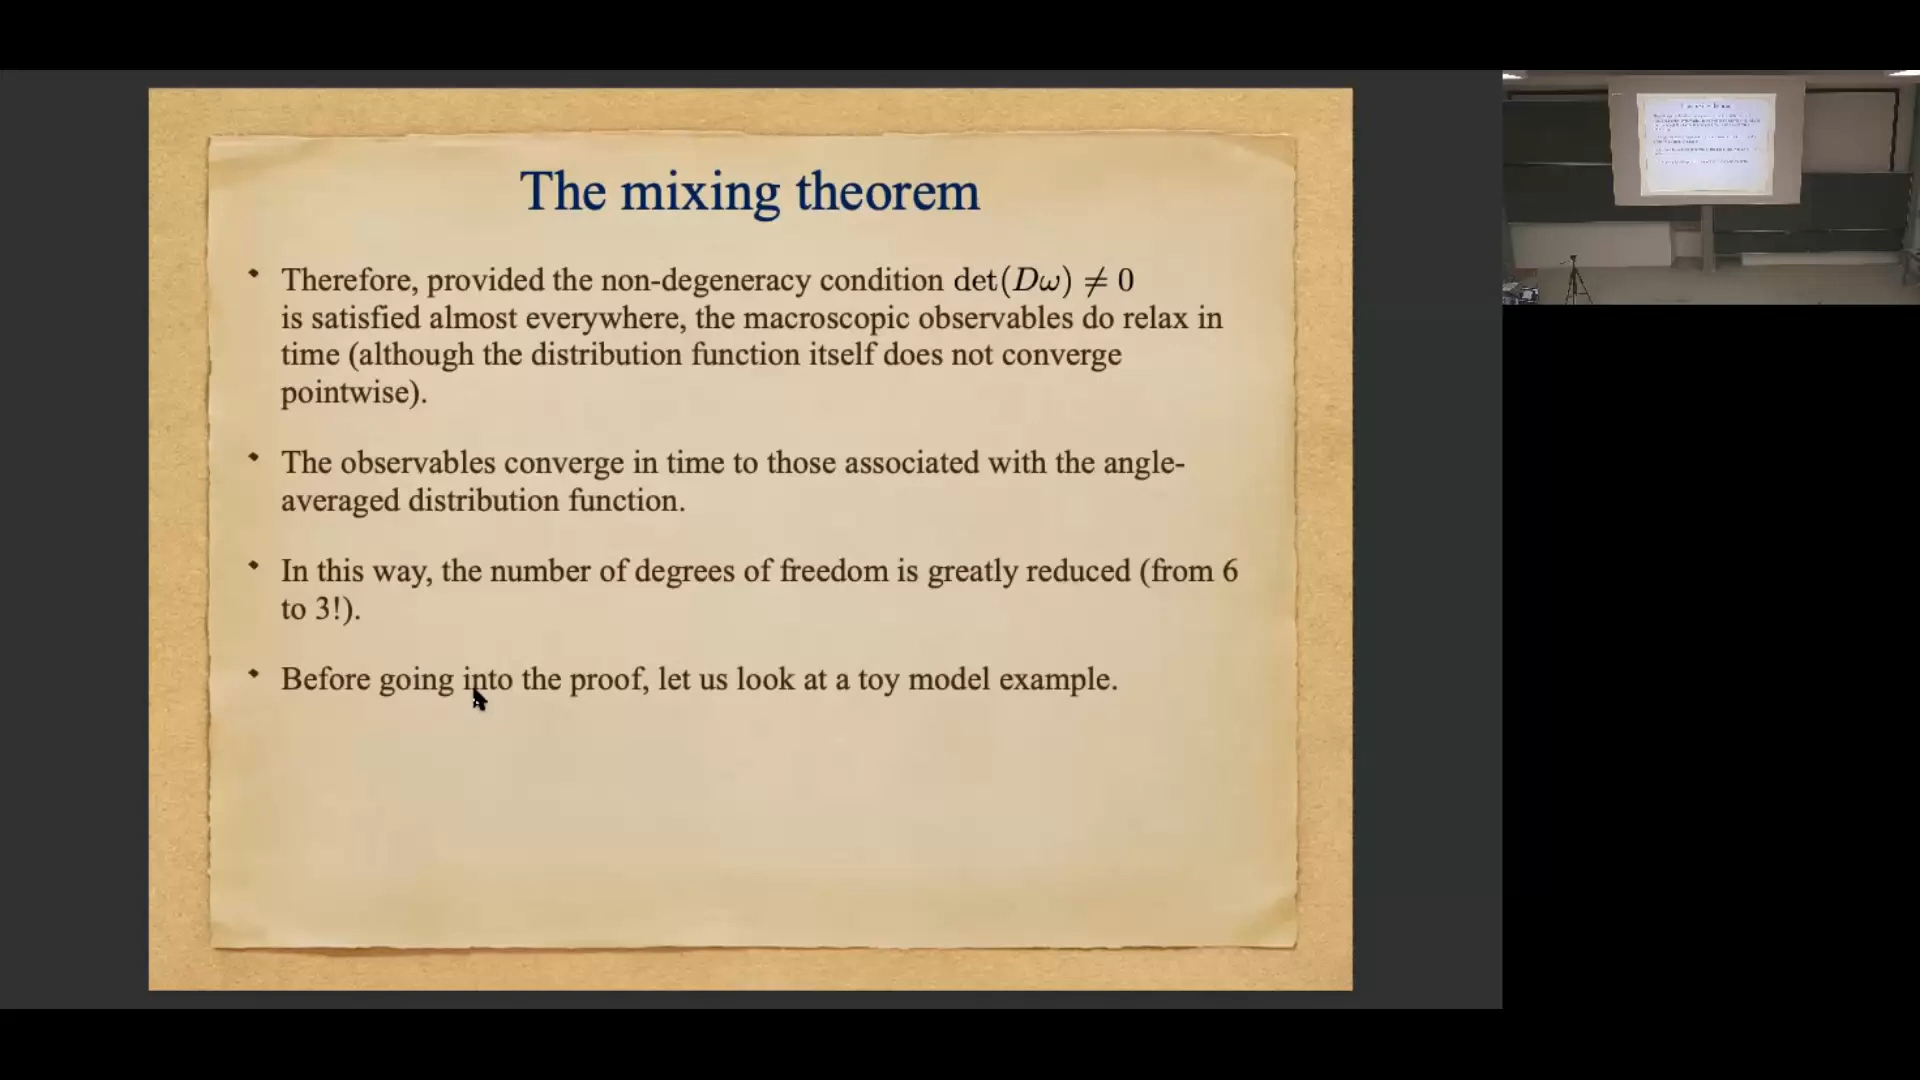 The mixing theorem
• Therefore, provided the non-degeneracy condition det(Dω) ≠ 0
is satisfied almost everywhere, the macroscopic observables do relax in
time (although the distribution function itself does not converge
pointwise).
• The observables converge in time to those associated with the angle-
averaged distribution function.
• In this way, the number of degrees of freedom is greatly reduced (from 6
to 3!).
• Before going into the proof, let us look at a toy model example.